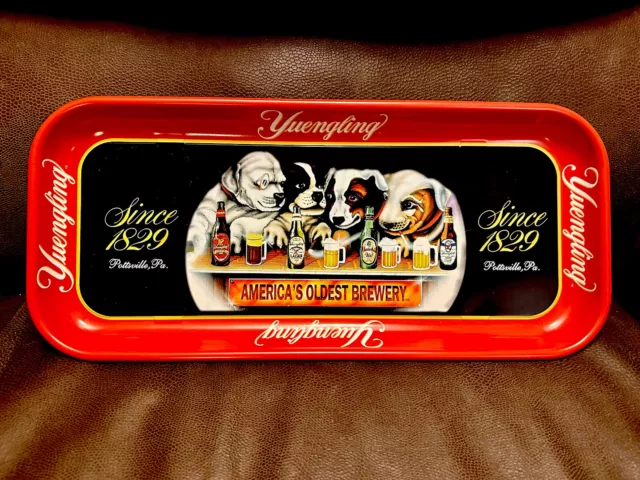 Yuengling
Yuengling
Since
1829
Pottsville, Pa.
AMERICA'S OLDEST BREWERY
Since
1829
Pottsville, Pa.
Yuengling
Yuengling